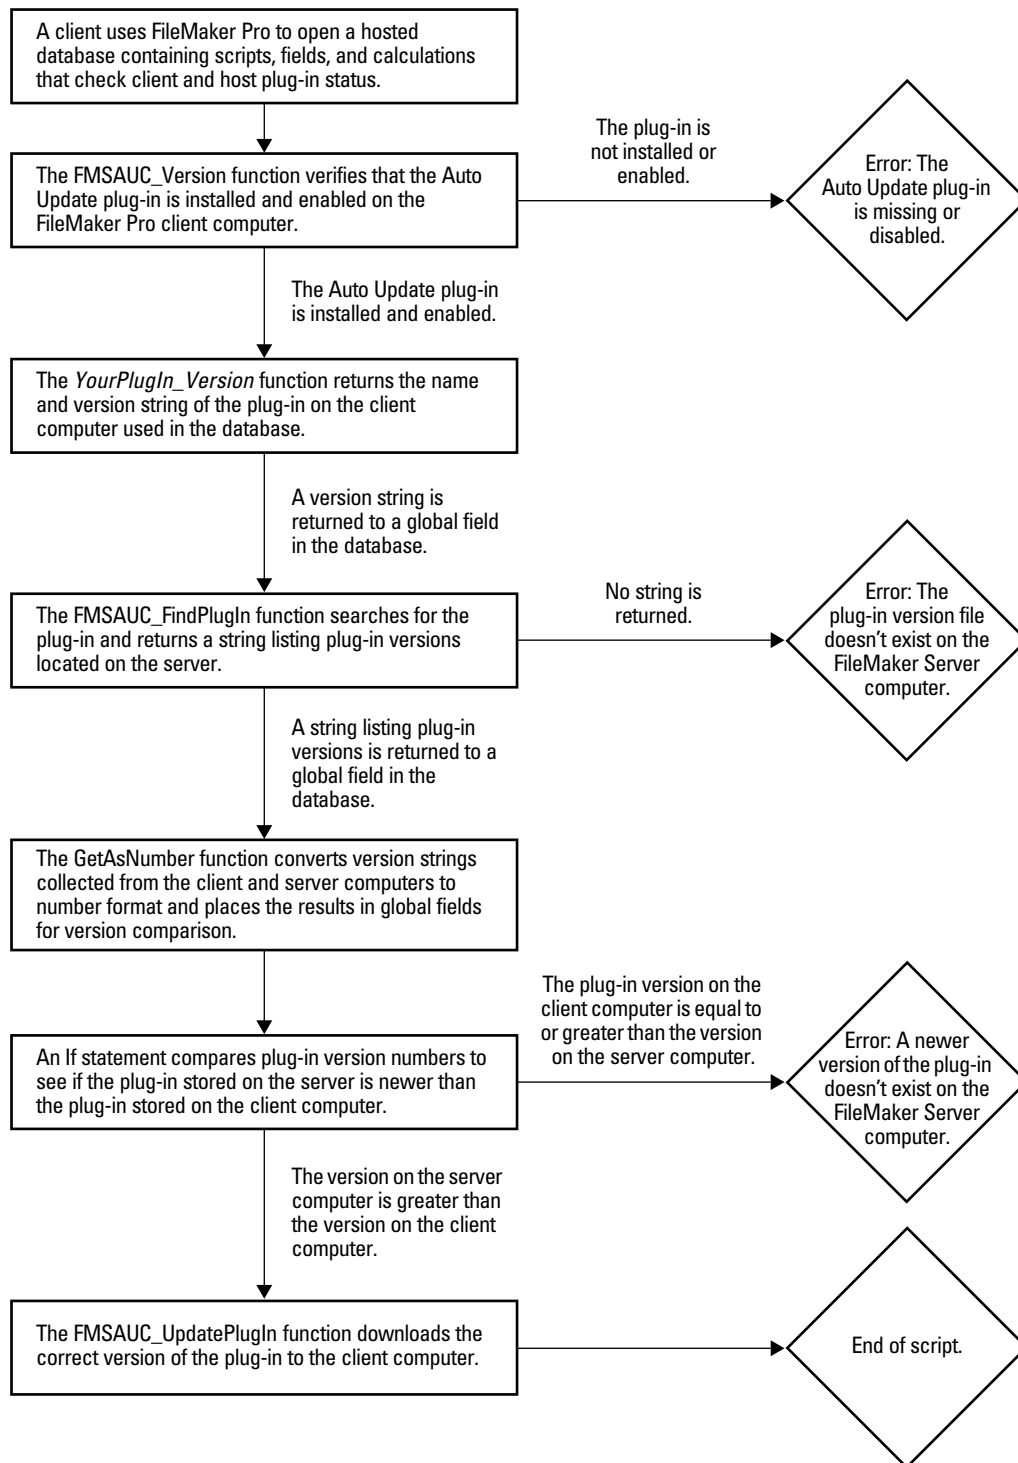 A client uses FileMaker Pro to open a hosted
database containing scripts, fields, and calculations
that check client and host plug-in status.
The plug-in is
not installed or
enabled.
The FMSAUC_Version function verifies that the Auto
Update plug-in is installed and enabled on the
FileMaker Pro client computer.
Error: The
Auto Update plug-in
is missing or
disabled.
The Auto Update plug-in
is installed and enabled.
The YourPlugIn_Version function returns the name
and version string of the plug-in on the client
computer used in the database.
A version string is
returned to a global field
in the database.
The FMSAUC_FindPlugIn function searches for the
plug-in and returns a string listing plug-in versions
located on the server.
No string is
returned.
Error: The
plug-in version file
doesn't exist on the
FileMaker Server
computer.
A string listing plug-in
versions is returned to a
global field in the
database.
The GetAsNumber function converts version strings
collected from the client and server computers to
number format and places the results in global fields
for version comparison.
The plug-in version on the
client computer is equal to
or greater than the version
on the server computer.
An If statement compares plug-in version numbers to
see if the plug-in stored on the server is newer than
the plug-in stored on the client computer.
Error: A newer
version of the plug-in
doesn't exist on the
FileMaker Server
computer.
The version on the server
computer is greater than
the version on the client
computer.
The FMSAUC_UpdatePlugIn function downloads the
correct version of the plug-in to the client computer.
End of script.